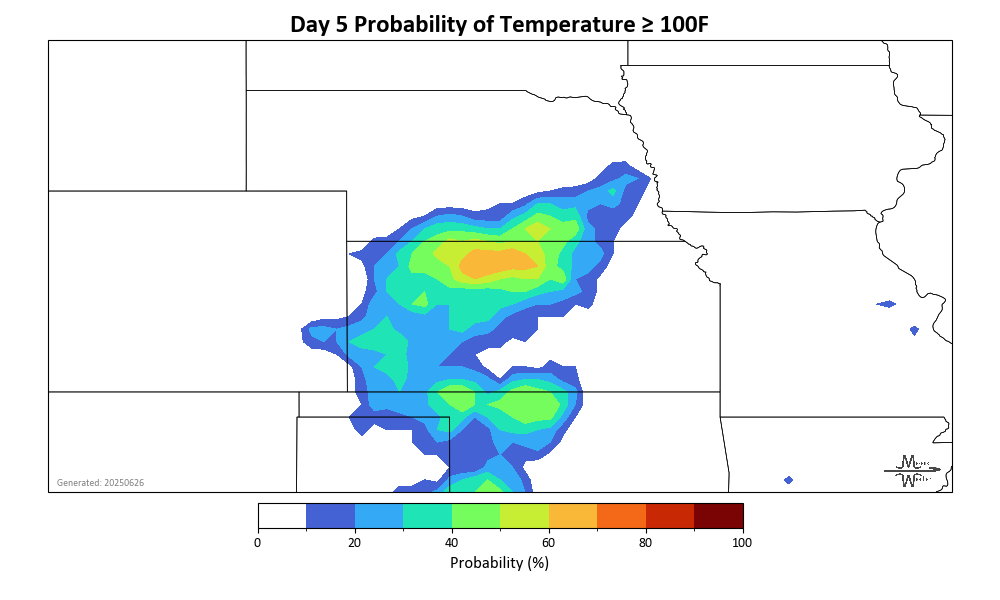 Day 5 Probability of Temperature ≥ 100F
Generated: 20250626
0 20 40 60 80 100
Probability (%)